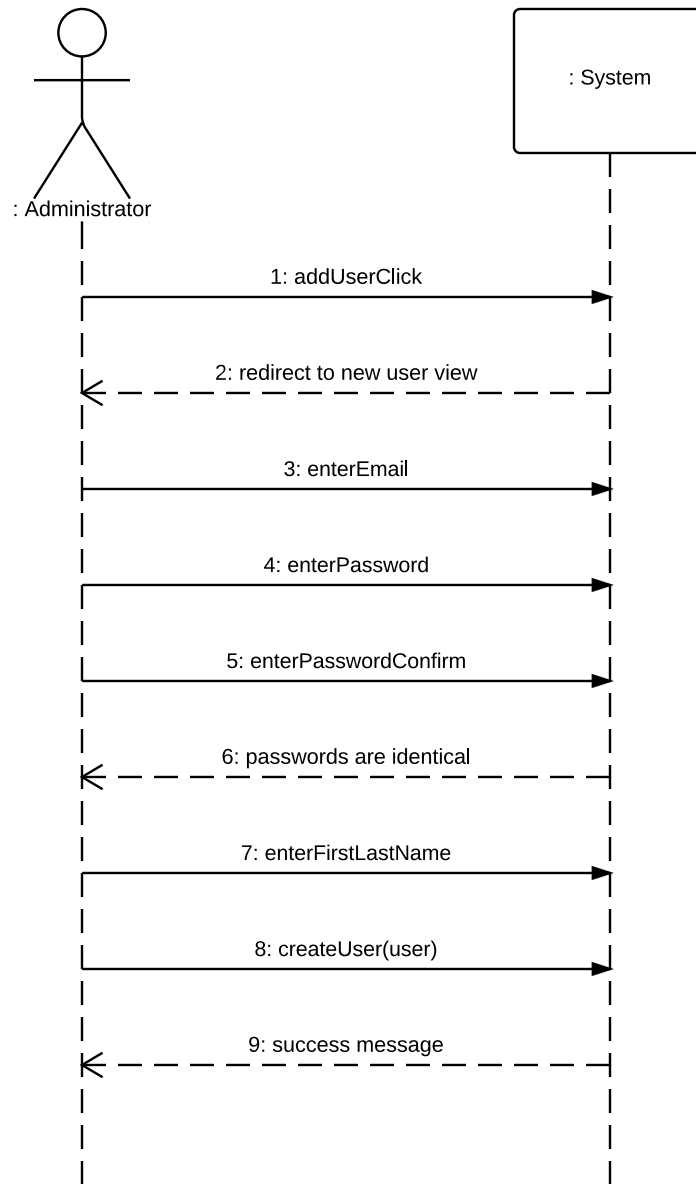 : System
: Administrator
1: addUserClick
2: redirect to new user view
3: enterEmail
4: enterPassword
5: enterPasswordConfirm
6: passwords are identical
7: enterFirstLastName
8: createUser(user)
9: success message